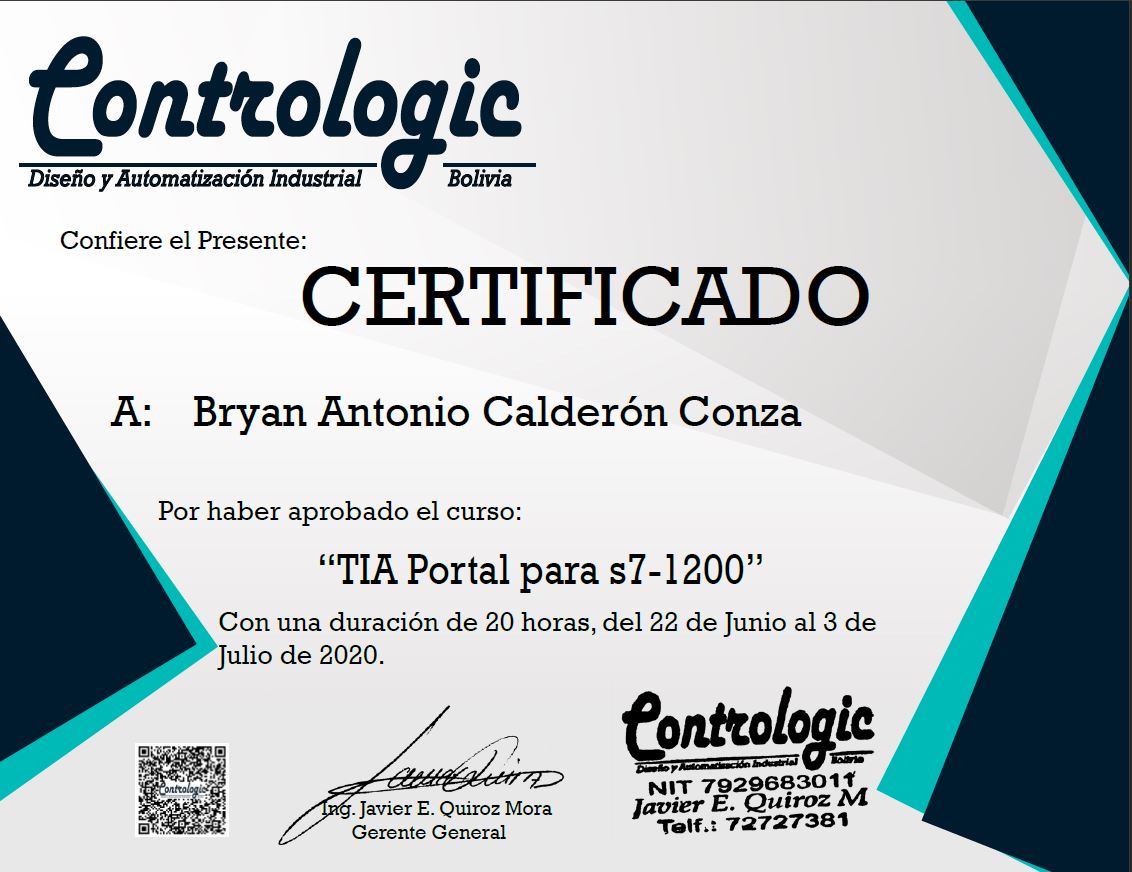 Contrologic
Diseño y Automatización Industrial Bolivia
Confiere el Presente:
CERTIFICADO
A: Bryan Antonio Calderón Conza
Por haber aprobado el curso:
“TIA Portal para s7-1200”
Con una duración de 20 horas, del 22 de Junio al 3 de
Julio de 2020.
Contrologic
Ing. Javier E. Quiroz Mora
Gerente General
Contrologic
Diseño y Automatización Industrial Bolivia
NIT 7929683011
Javier E. Quiroz M
Telf.: 72727381